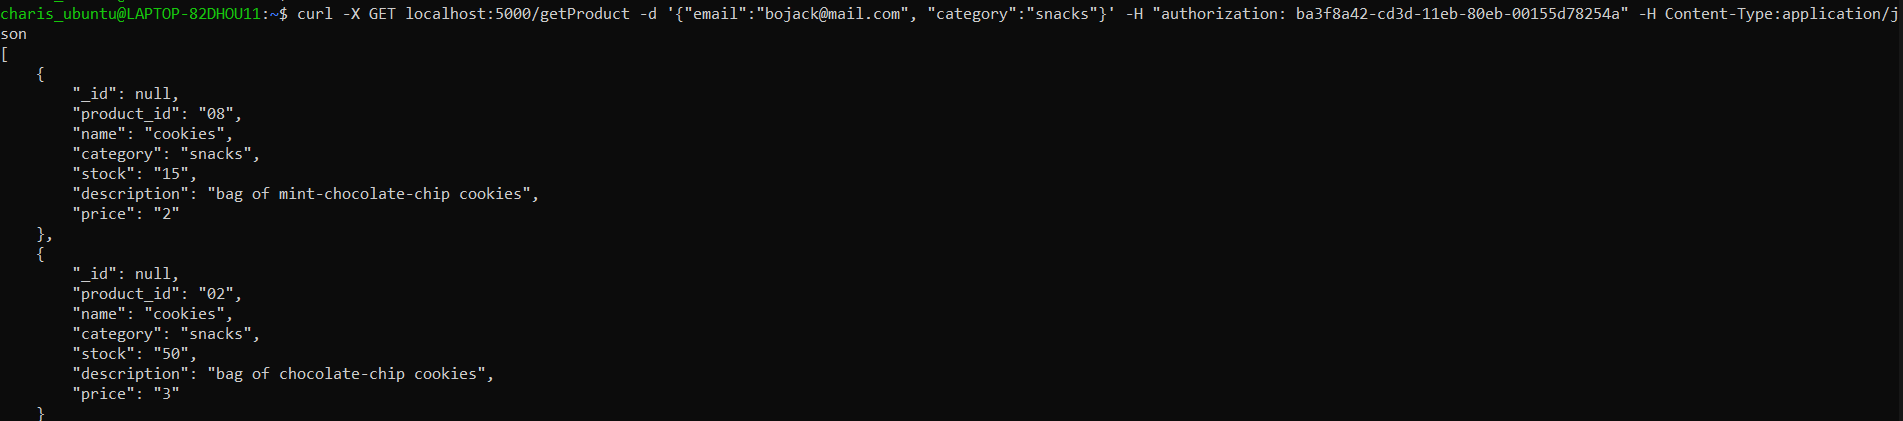 charis_ubuntu@LAPTOP-82DHOU11:~$ curl -X GET localhost:5000/getProduct -d '{"email":"bojack@mail.com", "category":"snacks"}' -H "authorization: ba3f8a42-cd3d-11eb-80eb-00155d78254a" -H Content-Type:application/j
son
[
    {
        "_id": null,
        "product_id": "08",
        "name": "cookies",
        "category": "snacks",
        "stock": "15",
        "description": "bag of mint-chocolate-chip cookies",
        "price": "2"
    },
    {
        "_id": null,
        "product_id": "02",
        "name": "cookies",
        "category": "snacks",
        "stock": "50",
        "description": "bag of chocolate-chip cookies",
        "price": "3"
    }